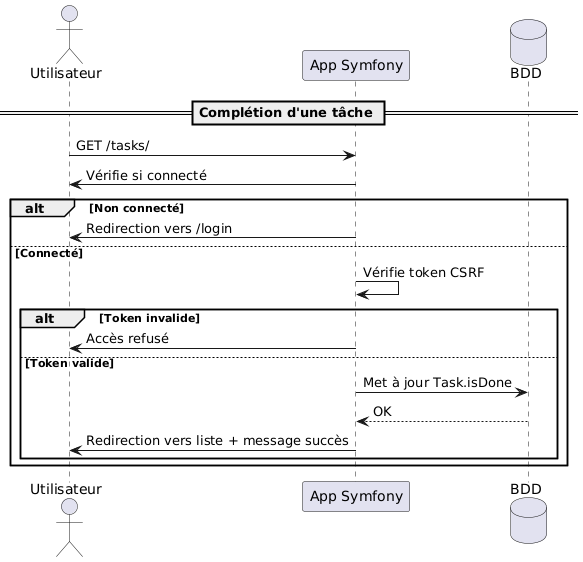 Utilisateur
App Symfony
BDD
Complétion d'une tâche
GET /tasks/
Vérifie si connecté
alt
[Non connecté]
Redirection vers /login
[Connecté]
Vérifie token CSRF
alt
[Token invalide]
Accès refusé
[Token valide]
Met à jour Task.isDone
OK
Redirection vers liste + message succès
Utilisateur
App Symfony
BDD